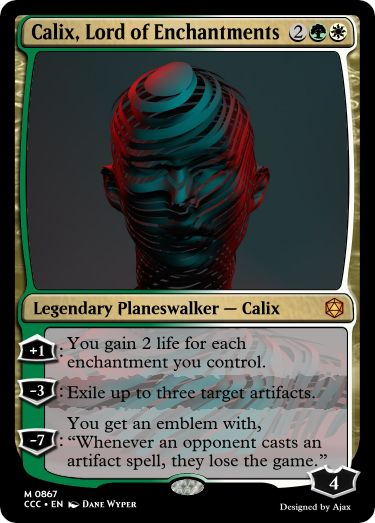 Calix, Lord of Enchantments 2
Legendary Planeswalker — Calix
+1: You gain 2 life for each
enchantment you control.
-3: Exile up to three target artifacts.
-7: You get an emblem with,
“Whenever an opponent casts an
artifact spell, they lose the game.”
4
M 0867
CCC • EN Dane Wyper
Designed by Ajax